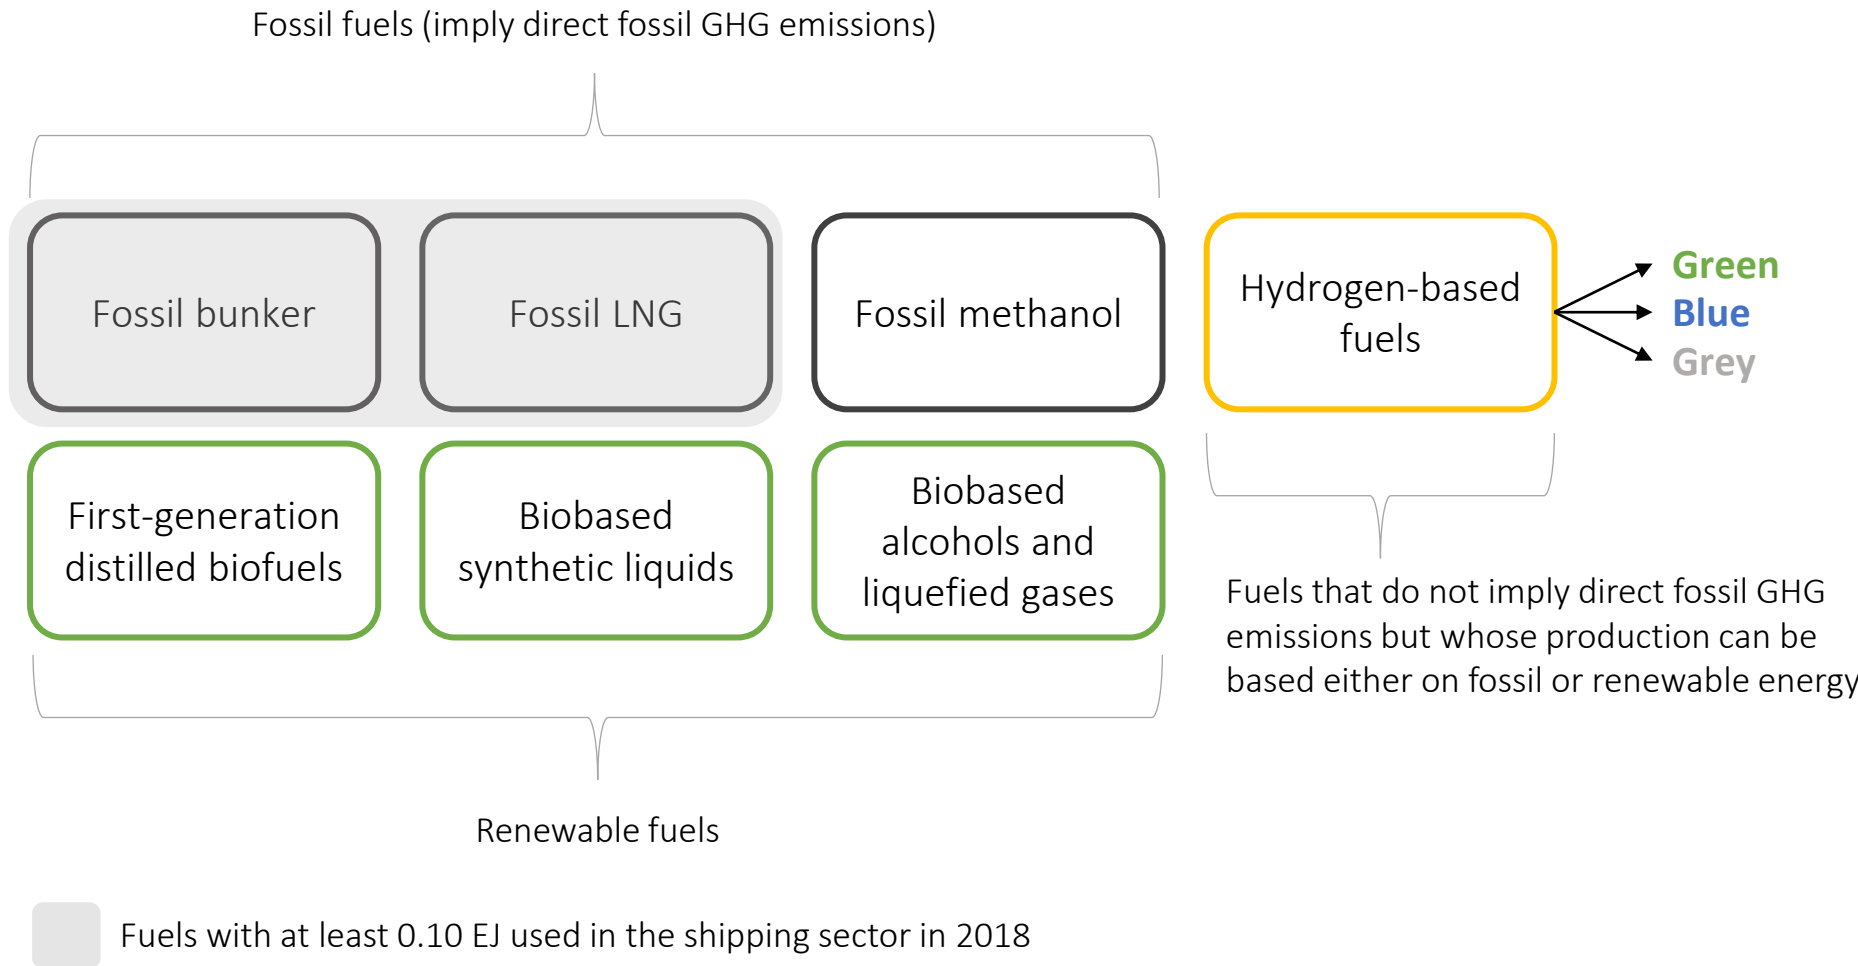 Fossil fuels (imply direct fossil GHG emissions)
Fossil bunker
Fossil LNG
Fossil methanol
Hydrogen-based
fuels
Green
Blue
Grey
First-generation
distilled biofuels
Biobased
synthetic liquids
Biobased
alcohols and
liquefied gases
Fuels that do not imply direct fossil GHG
emissions but whose production can be
based either on fossil or renewable energy
Renewable fuels
Fuels with at least 0.10 EJ used in the shipping sector in 2018